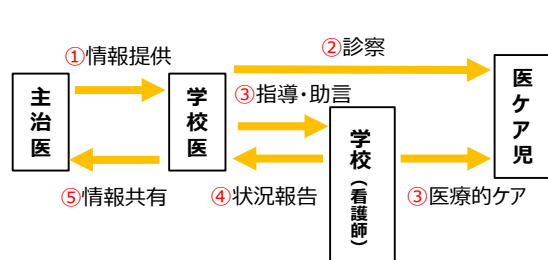 ①情報提供
②診察
主治医
学校医
③指導・助言
医ケア児
学校(看護師)
⑤情報共有
④状況報告
③医療的ケア